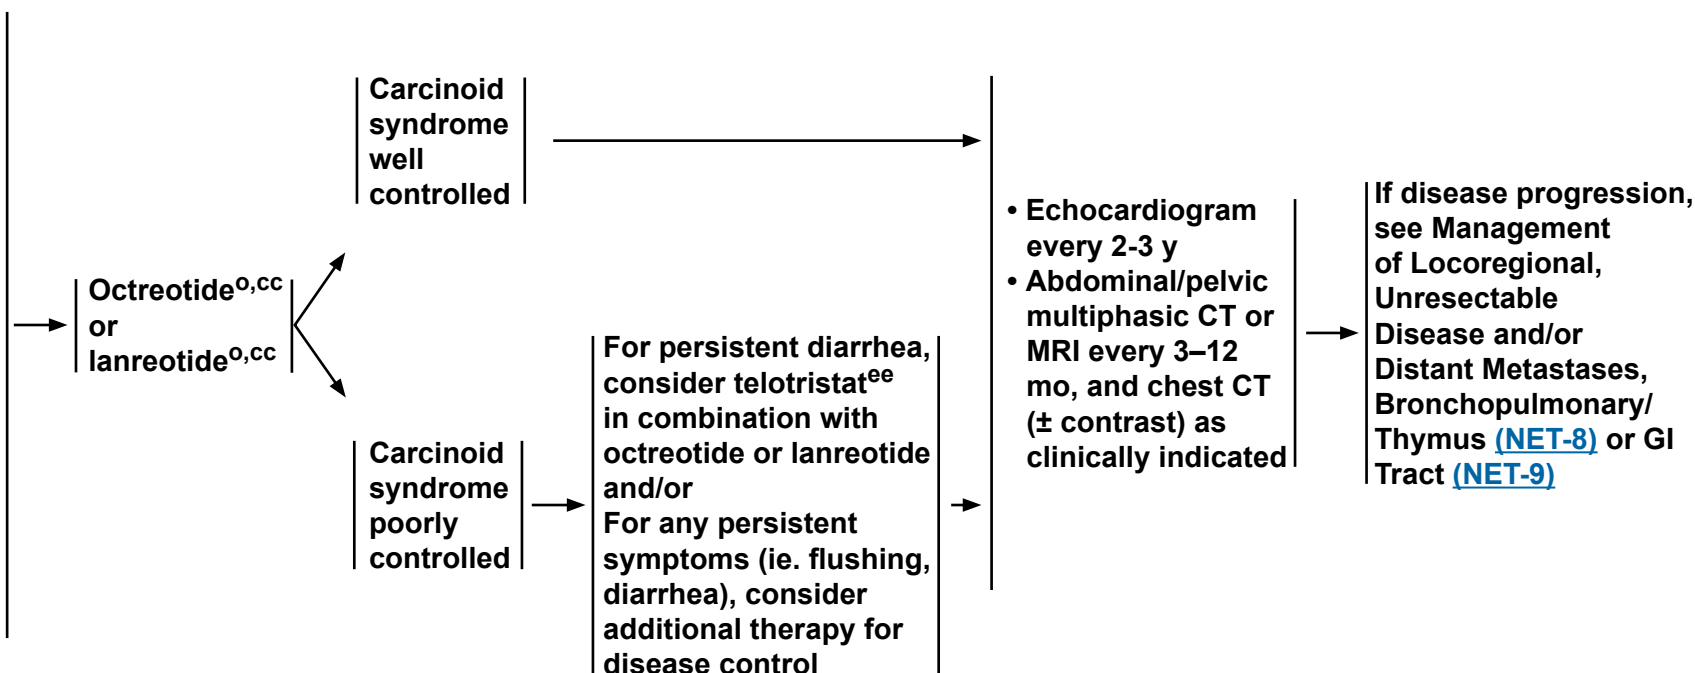 Octreotideo,cc
or
lanreotideo,cc
Carcinoid
syndrome
well
controlled
Carcinoid
syndrome
poorly
controlled
For persistent diarrhea,
consider telotristatee
in combination with
octreotide or lanreotide
and/or
For any persistent
symptoms (ie. flushing,
diarrhea), consider
additional therapy for
disease control
• Echocardiogram
every 2-3 y
• Abdominal/pelvic
multiphasic CT or
MRI every 3–12
mo, and chest CT
(± contrast) as
clinically indicated
If disease progression,
see Management
of Locoregional,
Unresectable
Disease and/or
Distant Metastases,
Bronchopulmonary/
Thymus (NET-8) or GI
Tract (NET-9)